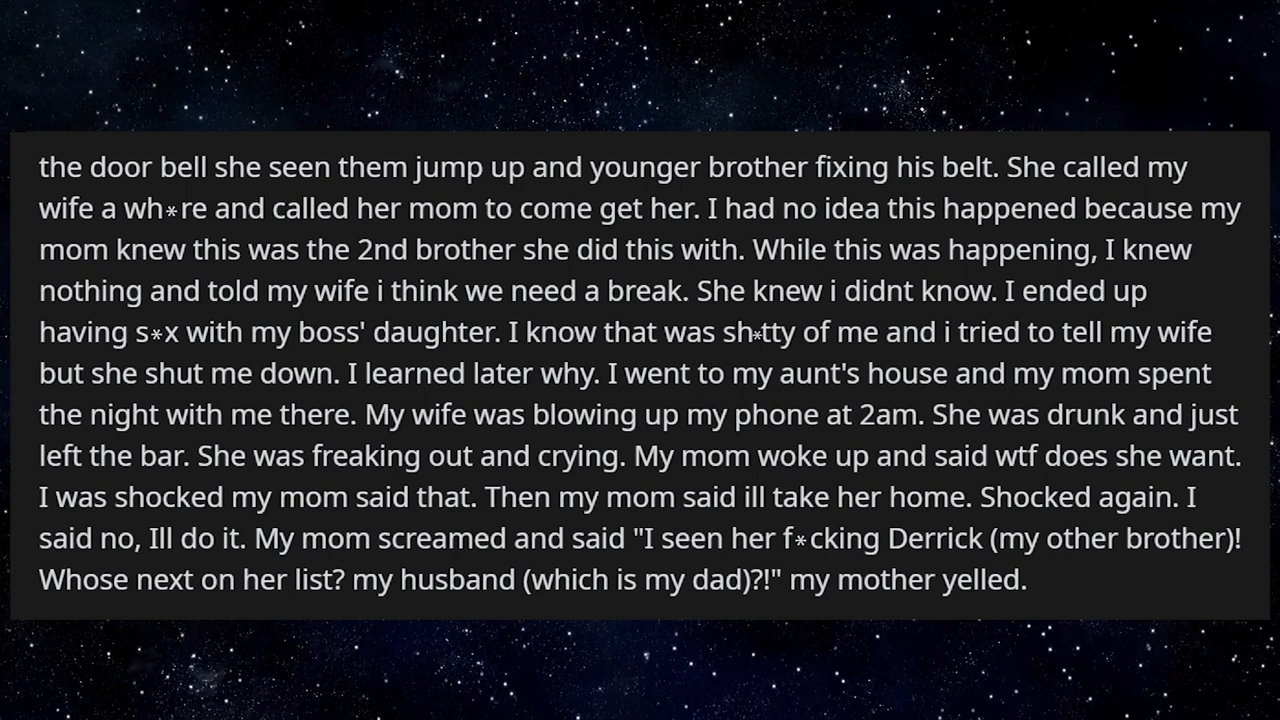 the door bell she seen them jump up and younger brother fixing his belt. She called my
wife a wh*re and called her mom to come get her. I had no idea this happened because my
mom knew this was the 2nd brother she did this with. While this was happening, I knew
nothing and told my wife i think we need a break. She knew i didnt know. I ended up
having s*x with my boss' daughter. I know that was sh*tty of me and i tried to tell my wife
but she shut me down. I learned later why. I went to my aunt's house and my mom spent
the night with me there. My wife was blowing up my phone at 2am. She was drunk and just
left the bar. She was freaking out and crying. My mom woke up and said wtf does she want.
I was shocked my mom said that. Then my mom said ill take her home. Shocked again. I
said no, Ill do it. My mom screamed and said "I seen her f*cking Derrick (my other brother)!
Whose next on her list? my husband (which is my dad)?!" my mother yelled.